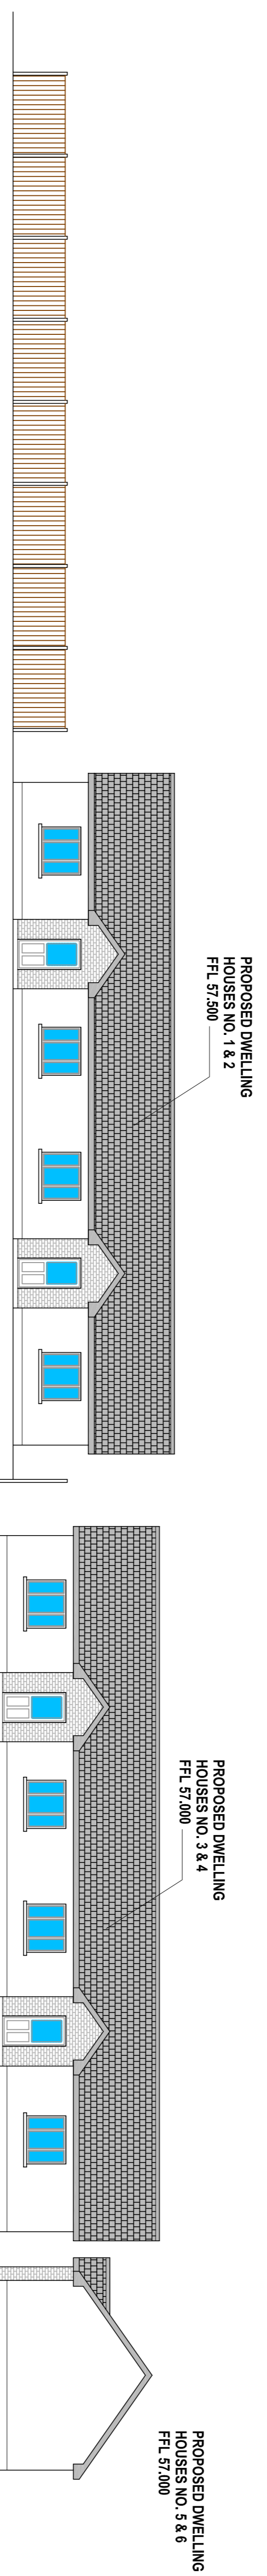 PROPOSED DWELLING
HOUSES NO. 1 & 2
FFL 57.500
PROPOSED DWELLING
HOUSES NO. 3 & 4
FFL 57.000
PROPOSED DWELLING
HOUSES NO. 5 & 6
FFL 57.000